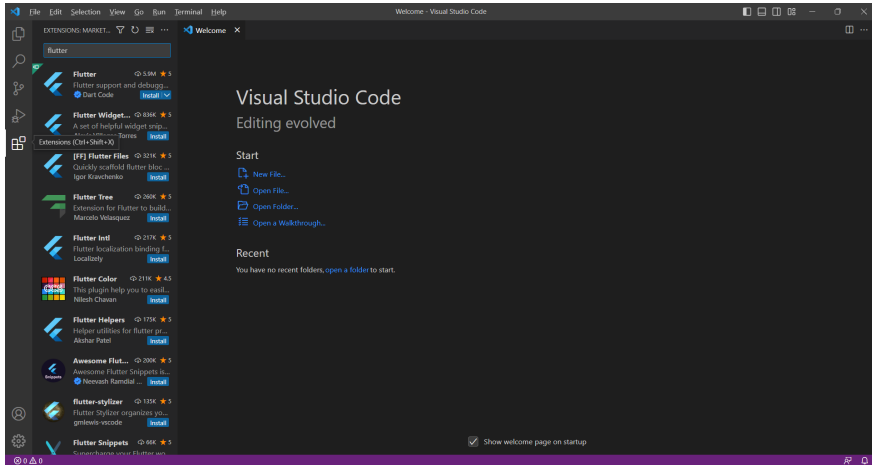 File Edit Selection View Go Run Terminal Help
Welcome - Visual Studio Code
EXTENSIONS: MARKET...
Welcome
flutter
Flutter 5.9M 5
Flutter support and debugg...
Dart Code Install
Flutter Widget... 836K 5
A set of helpful widget snip...
Torres Install
Extensions (Ctrl+Shift+X)
[FF] Flutter Files 321K 5
Quickly scaffold flutter bloc ...
Igor Kravchenko Install
Flutter Tree 260K 5
Extension for Flutter to build...
Marcelo Velasquez Install
Flutter Intl 217K 5
Flutter localization binding f...
Localizely Install
Flutter Color 211K 4.5
This plugin help you to easil...
Nilesh Chavan Install
Flutter Helpers 175K 5
Helper utilities for flutter pr...
Akshar Patel Install
Awesome Flut... 200K 5
Awesome Flutter Snippets is...
Neevash Ramdial ... Install
Snippets
flutter-stylizer 135K 5
Flutter Stylizer organizes yo...
gmlewis-vscode Install
Flutter Snippets 66K 5
Supercharge your Flutter wo...
Visual Studio Code
Editing evolved
Start
New File...
Open File...
Open Folder...
Open a Walkthrough...
Recent
You have no recent folders, open a folder to start.
Show welcome page on startup
0 0